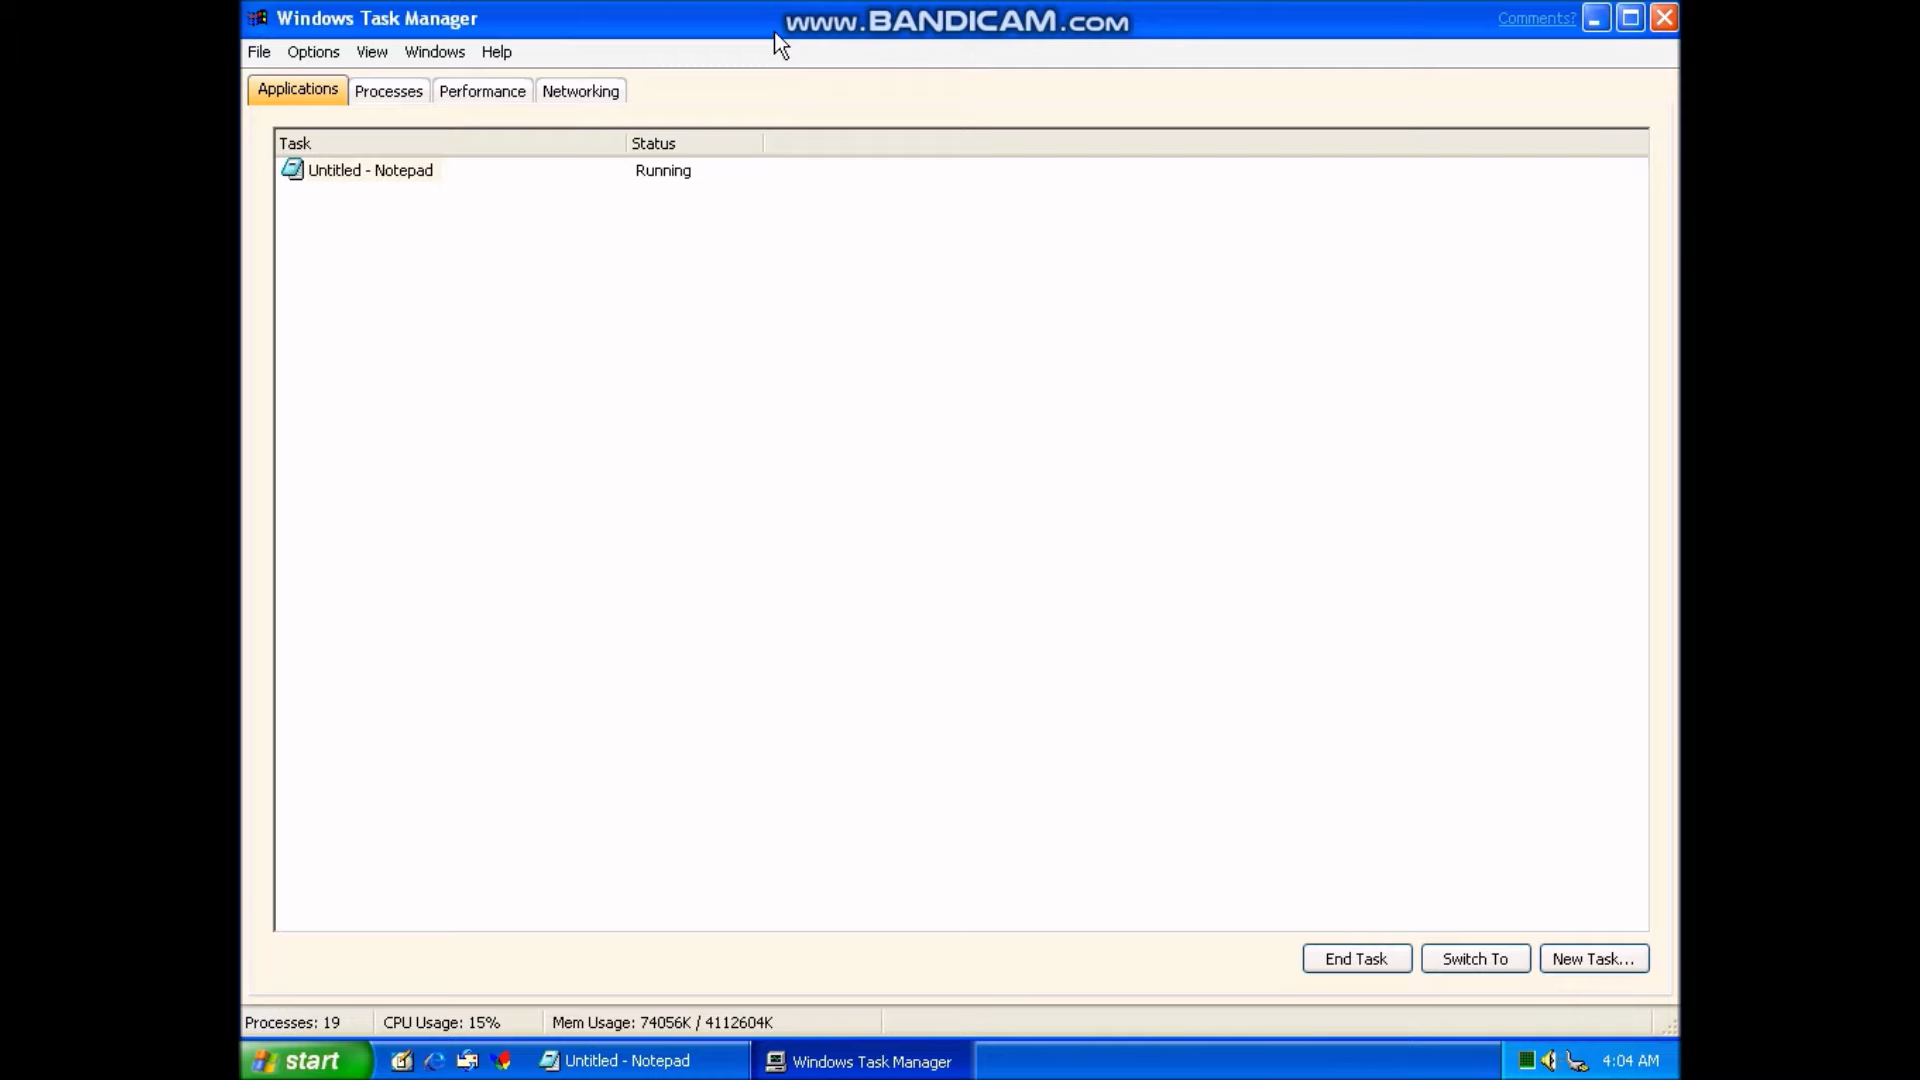 Windows Task Manager
www.BANDICAM.com
Comments?
File Options View Windows Help
Applications Processes Performance Networking
Task Status
Untitled - Notepad Running
End Task Switch To New Task...
Processes: 19 CPU Usage: 15% Mem Usage: 74056K / 4112604K
start Untitled - Notepad Windows Task Manager 4:04 AM